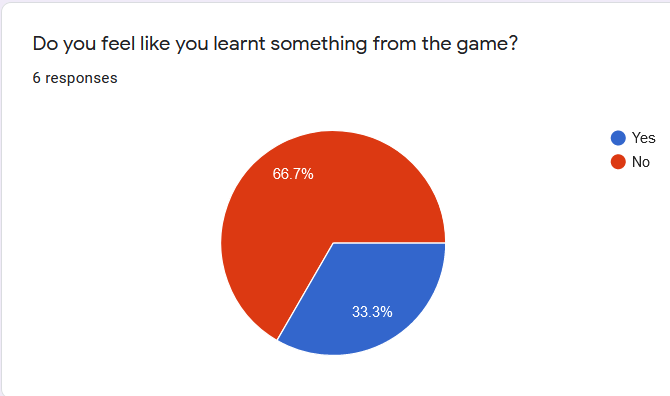 Do you feel like you learnt something from the game?
6 responses
Yes
No
66.7%
33.3%